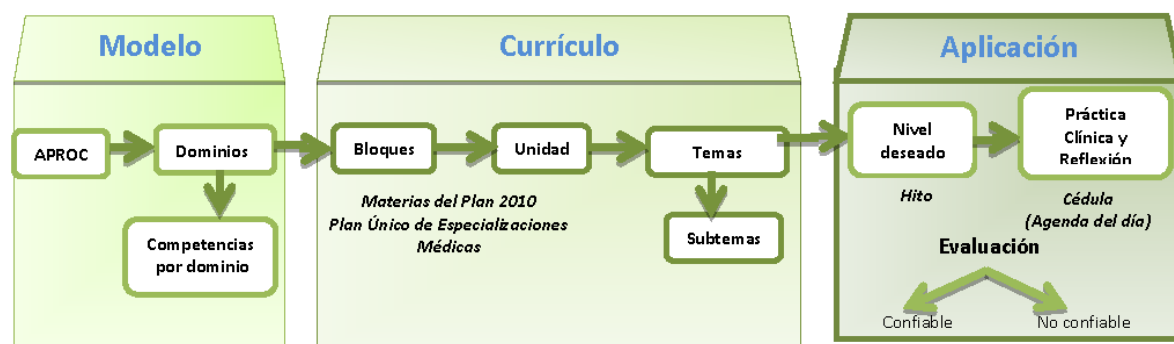 Modelo
APROC
Dominios
Competencias
por dominio
Currículo
Bloques
Unidad
Temas
Materias del Plan 2010
Plan Único de Especializaciones
Médicas
Subtemas
Aplicación
Nivel
deseado
Práctica
Clínica y
Reflexión
Hito
Cédula
(Agenda del día)
Evaluación
Confiable
No confiable